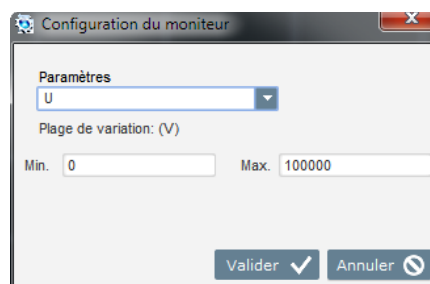 Configuration du moniteur
Paramètres
U
Plage de variation: (V)
Min. 0 Max. 100000
Valider Annuler